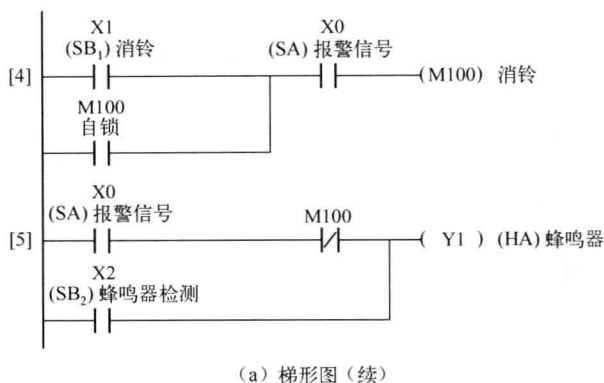 X1
(SB₁) 消铃
X0
(SA) 报警信号
[4]
(M100) 消铃
M100
自锁
X0
(SA) 报警信号
M100
[5]
( Y1 ) (HA) 蜂鸣器
X2
(SB₂) 蜂鸣器检测
(a) 梯形图（续）